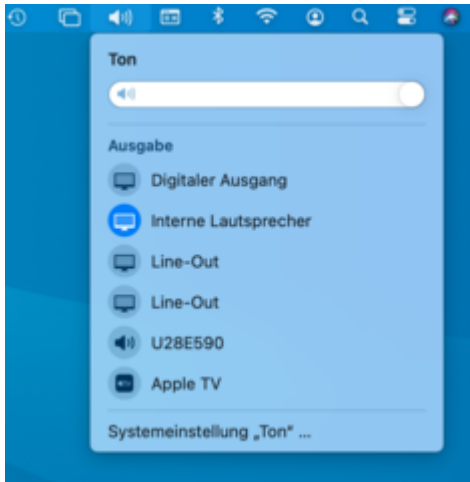 Ton
Ausgabe
Digitaler Ausgang
Interne Lautsprecher
Line-Out
Line-Out
U28E590
Apple TV
Systemeinstellung „Ton“ ...